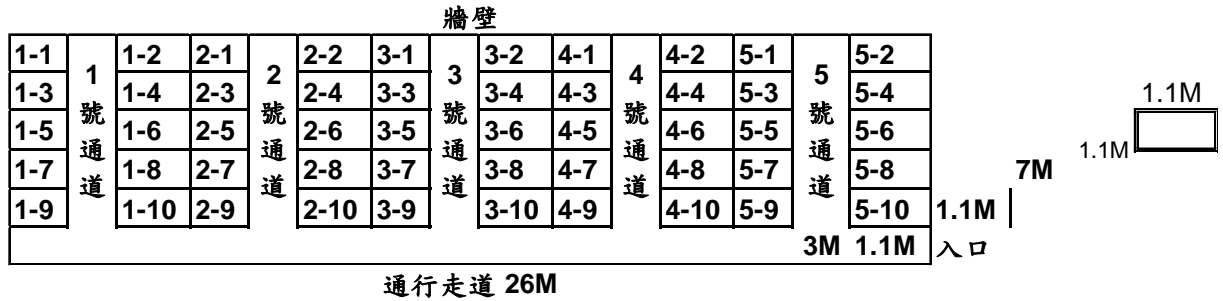 牆壁
1-1 1號通道 1-2 2-1 2號通道 2-2 3-1 3號通道 3-2 4-1 4號通道 4-2 5-1 5號通道 5-2
1-3 1-4 2-3 2-4 3-3 3-4 4-3 4-4 5-3 5-4
1-5 1-6 2-5 2-6 3-5 3-6 4-5 4-6 5-5 5-6
1-7 1-8 2-7 2-8 3-7 3-8 4-7 4-8 5-7 5-8
1-9 1-10 2-9 2-10 3-9 3-10 4-9 4-10 5-9 5-10 1.1M
3M 1.1M 入口
通行走道 26M
7M
1.1M
1.1M